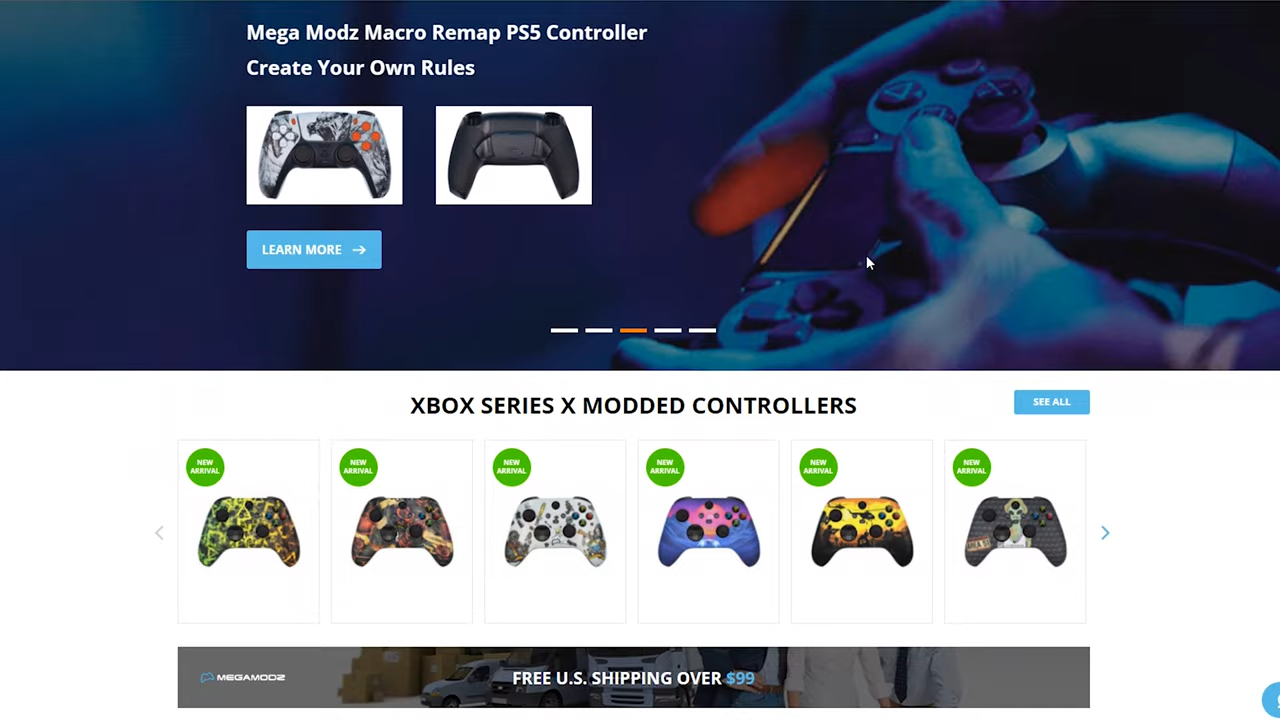 Mega Modz Macro Remap PS5 Controller
Create Your Own Rules
LEARN MORE
XBOX SERIES X MODDED CONTROLLERS
SEE ALL
NEW
ARRIVAL
NEW
ARRIVAL
NEW
ARRIVAL
NEW
ARRIVAL
NEW
ARRIVAL
NEW
ARRIVAL
MEGAMODZ
FREE U.S. SHIPPING OVER $99